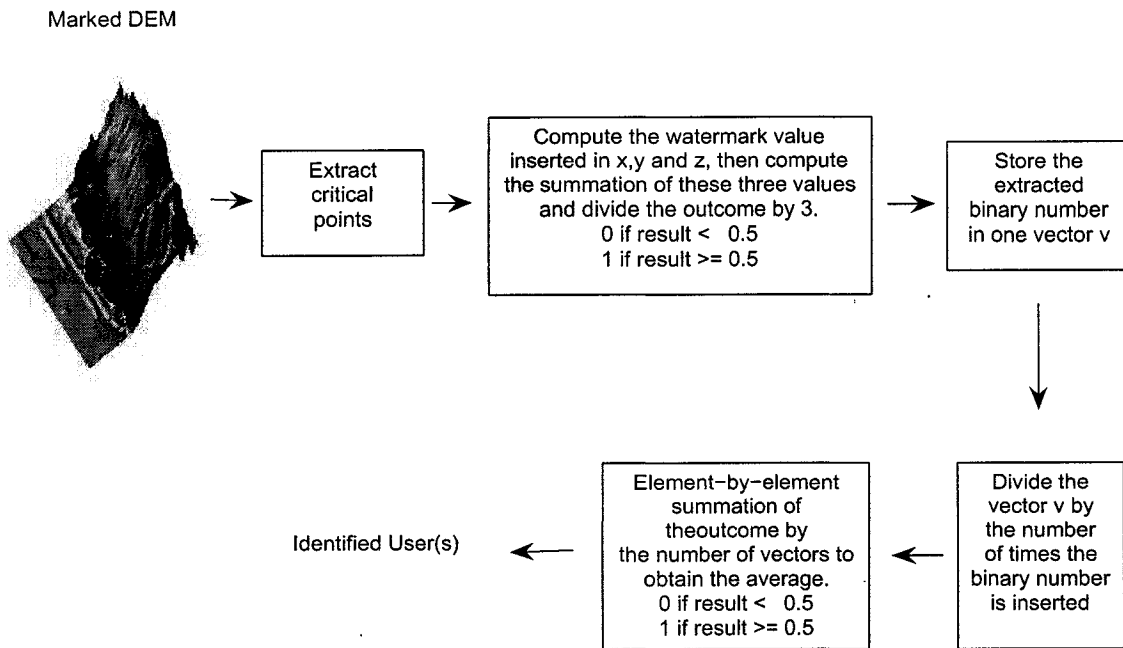 Marked DEM
Extract
critical
points
Compute the watermark value
inserted in x,y and z, then compute
the summation of these three values
and divide the outcome by 3.
0 if result < 0.5
1 if result >= 0.5
Store the
extracted
binary number
in one vector v
Divide the
vector v by
the number
of times the
binary number
is inserted
Element-by-element
summation of
theoutcome by
the number of vectors to
obtain the average.
0 if result < 0.5
1 if result >= 0.5
Identified User(s)